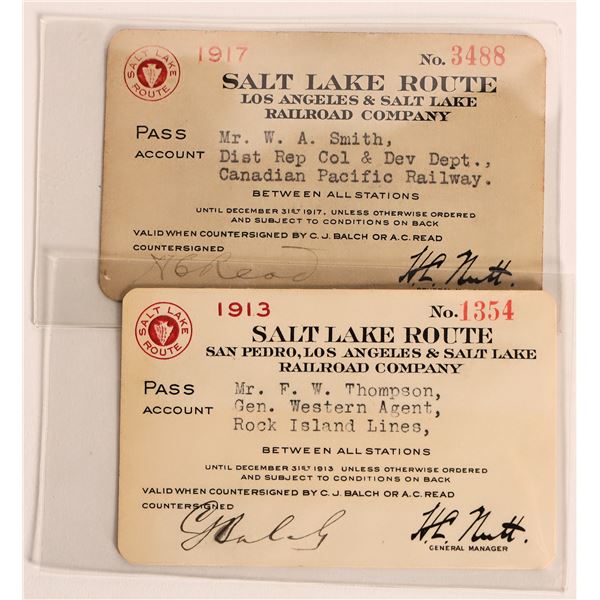 SALT LAKE ROUTE
1917 No. 3488
SALT LAKE ROUTE
LOS ANGELES & SALT LAKE
RAILROAD COMPANY
PASS Mr. W. A. Smith,
ACCOUNT Dist Rep Col & Dev Dept.,
Canadian Pacific Railway.
BETWEEN ALL STATIONS
UNTIL DECEMBER 31ST 1917, UNLESS OTHERWISE ORDERED
AND SUBJECT TO CONDITIONS ON BACK
VALID WHEN COUNTERSIGNED BY C. J. BALCH OR A. C. READ
COUNTERSIGNED
A C Read H.C. Nutt.
SALT LAKE ROUTE
1913 No. 1354
SALT LAKE ROUTE
SAN PEDRO, LOS ANGELES & SALT LAKE
RAILROAD COMPANY
PASS Mr. F. W. Thompson,
ACCOUNT Gen. Western Agent,
Rock Island Lines,
BETWEEN ALL STATIONS
UNTIL DECEMBER 31ST 1913 UNLESS OTHERWISE ORDERED
AND SUBJECT TO CONDITIONS ON BACK
VALID WHEN COUNTERSIGNED BY C. J. BALCH OR A. C. READ
COUNTERSIGNED
CJ Balch H.C. Nutt.
GENERAL MANAGER